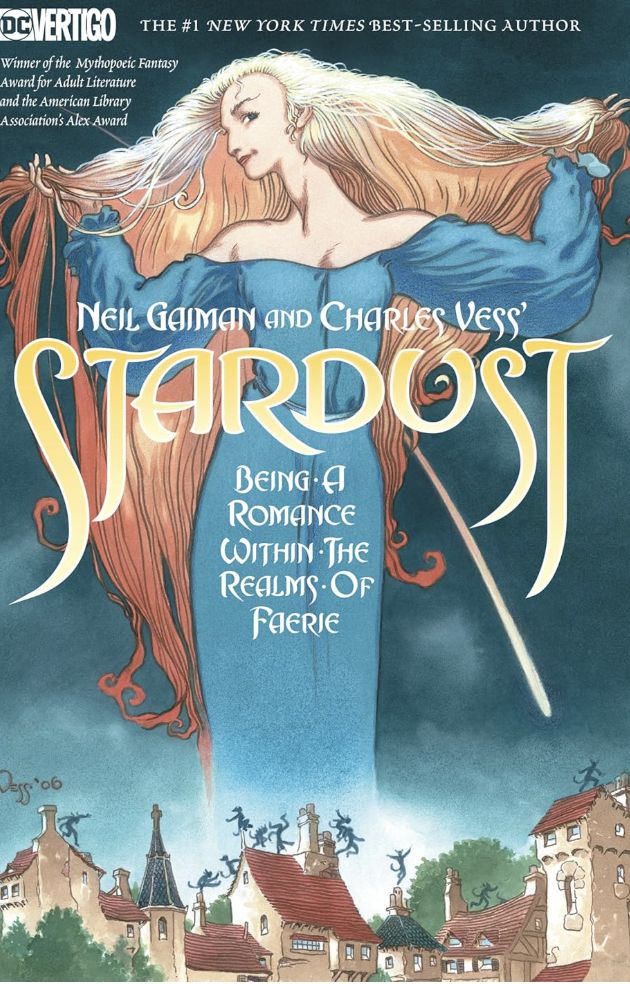 DC VERTIGO
THE #1 NEW YORK TIMES BEST-SELLING AUTHOR
Winner of the Mythopoeic Fantasy
Award for Adult Literature
and the American Library
Association's Alex Award
NEIL GAIMAN AND CHARLES VESS'
STARDUST
BEING·A
ROMANCE
WITHIN·THE
REALMS·OF
FAERIE
Vess·'06